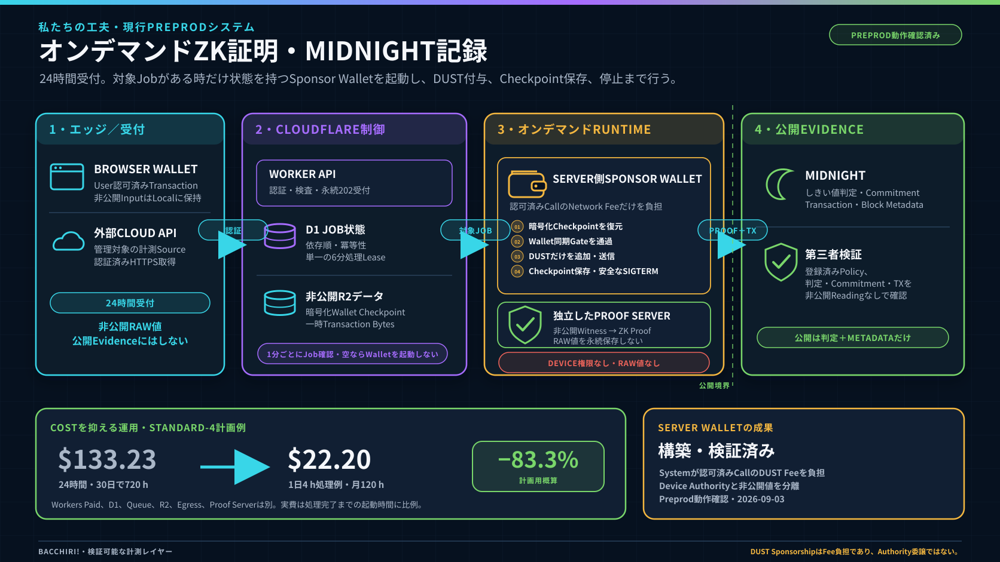 私たちの工夫・現行PREPRODシステム
オンデマンドZK証明・MIDNIGHT記録
24時間受付。対象Jobがある時だけ状態を持つSponsor Walletを起動し、DUST付与、Checkpoint保存、停止まで行う。
PREPROD動作確認済み
1・エッジ／受付
BROWSER WALLET
User認可済みTransaction
非公開InputはLocalに保持
外部CLOUD API
管理対象の計測Source
認証済みHTTPS取得
24時間受付
非公開RAW値
公開Evidenceにはしない
認証
2・CLOUDFLARE制御
WORKER API
認証・検査・永続202受付
D1 JOB状態
依存順・冪等性
単一の6分処理Lease
非公開R2データ
暗号化Wallet Checkpoint
一時Transaction Bytes
1分ごとにJob確認・空ならWalletを起動しない
対象JOB
3・オンデマンドRUNTIME
SERVER側SPONSOR WALLET
認可済みCallのNetwork Feeだけを負担
01 暗号化Checkpointを復元
02 Wallet同期Gateを通過
03 DUSTだけを追加・送信
04 Checkpoint保存・安全なSIGTERM
独立したPROOF SERVER
非公開Witness → ZK Proof
RAW値を永続保存しない
DEVICE権限なし・RAW値なし
PROOF＋TX
公開境界
4・公開EVIDENCE
MIDNIGHT
しきい値判定・Commitment
Transaction・Block Metadata
第三者検証
登録済みPolicy、
判定・Commitment・TXを
非公開Readingなしで確認
公開は判定＋METADATAだけ
COSTを抑える運用・STANDARD-4計画例
$133.23
24時間・30日で720 h
$22.20
1日4 h処理例・月120 h
−83.3%
計画用概算
Workers Paid、D1、Queue、R2、Egress、Proof Serverは別。実費は処理完了までの起動時間に比例。
SERVER WALLETの成果
構築・検証済み
Systemが認可済みCallのDUST Feeを負担
Device Authorityと非公開値を分離
Preprod動作確認・2026-09-03
BACCHIRI!・検証可能な計測レイヤー
DUST SponsorshipはFee負担であり、Authority委譲ではない。